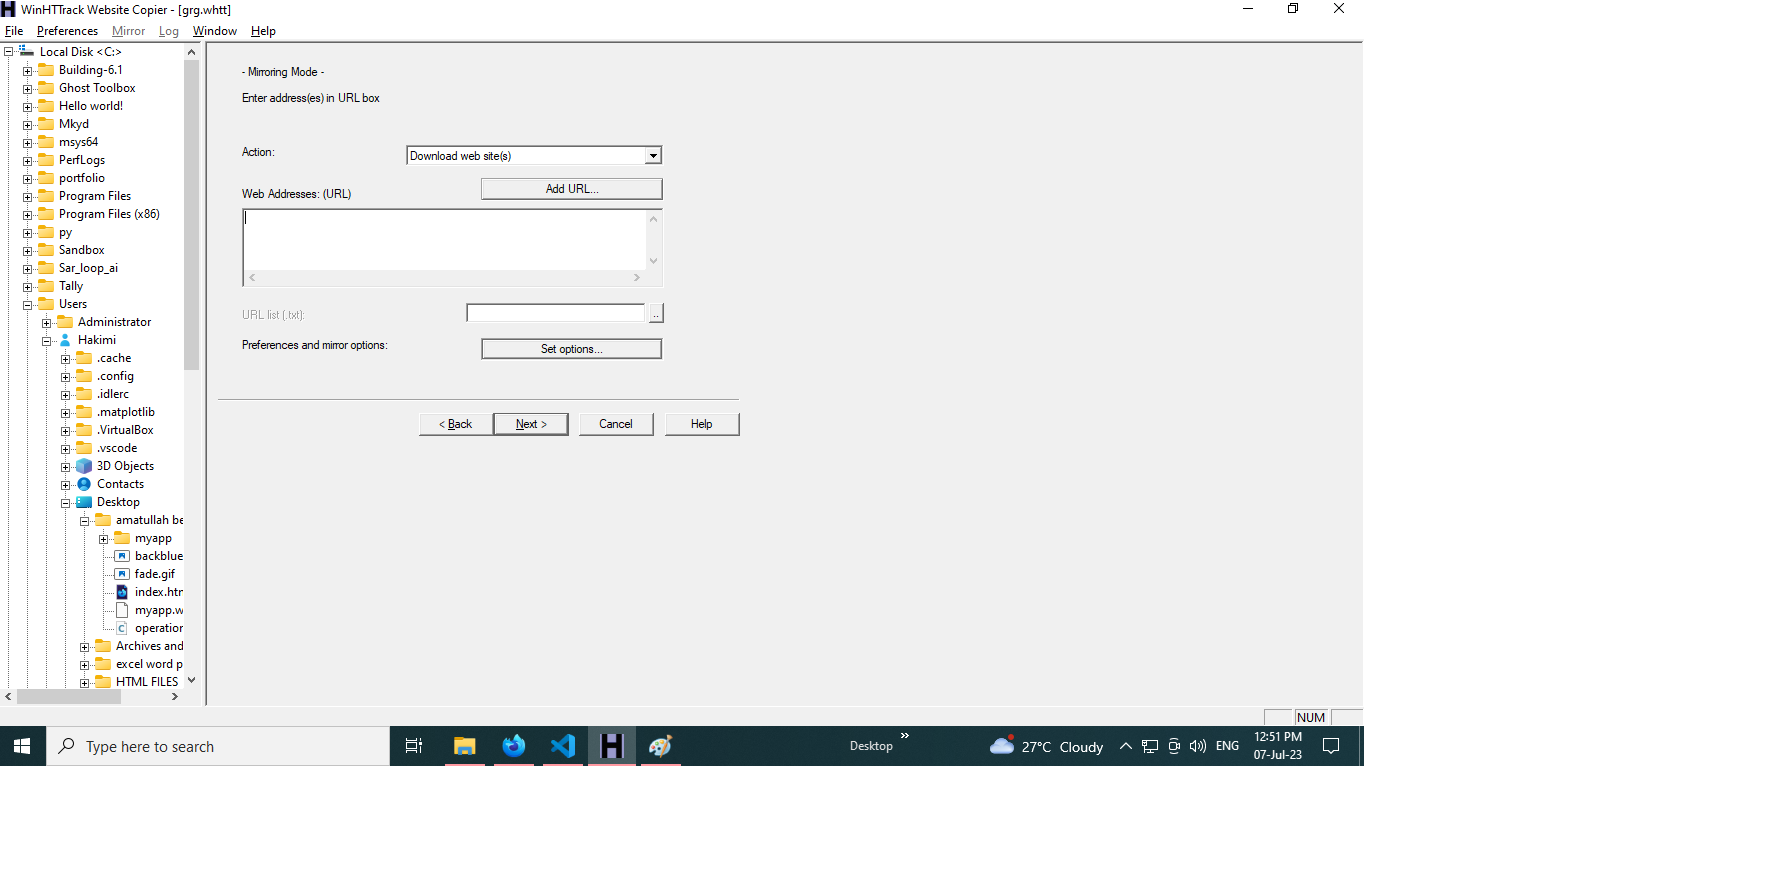 WinHTTrack Website Copier - [grg.whtt]
File Preferences Mirror Log Window Help
Local Disk <C:>
Building-6.1
Ghost Toolbox
Hello world!
Mkyd
msys64
PerfLogs
portfolio
Program Files
Program Files (x86)
py
Sandbox
Sar_loop_ai
Tally
Users
Administrator
Hakimi
.cache
.config
.idlerc
.matplotlib
.VirtualBox
.vscode
3D Objects
Contacts
Desktop
amatullah be
myapp
backblue
fade.gif
index.htr
myapp.w
operatior
Archives and
excel word p
HTML FILES
- Mirroring Mode -
Enter address(es) in URL box
Action:
Download web site(s)
Web Addresses: (URL)
Add URL...
URL list (.txt):
..
Preferences and mirror options:
Set options...
< Back
Next >
Cancel
Help
NUM
Type here to search
Desktop
27°C Cloudy
ENG
12:51 PM
07-Jul-23